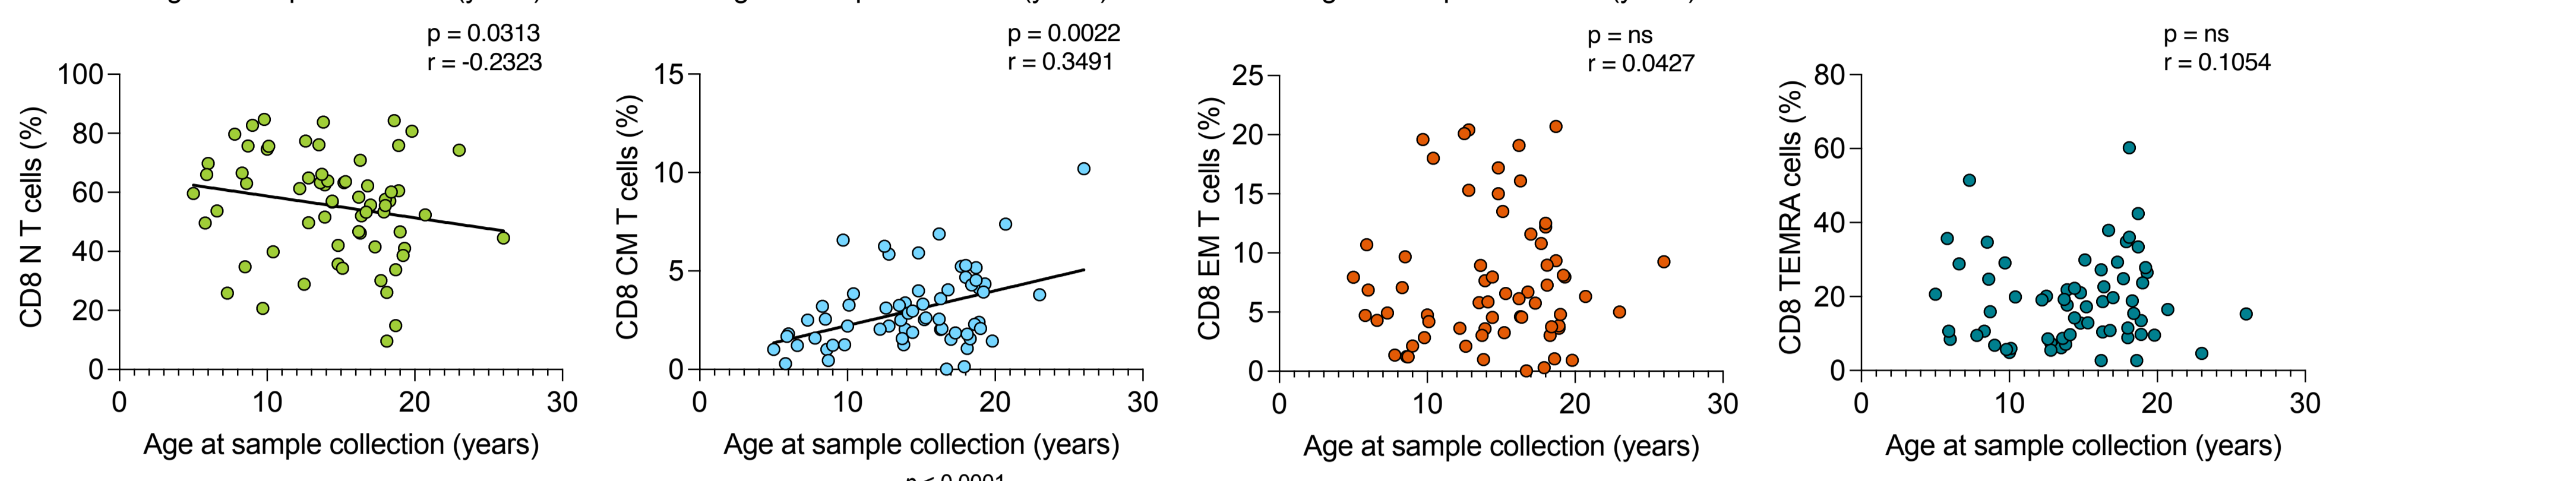 p = 0.0313
r = -0.2323
100
80
60
40
20
0
CD8 N T cells (%)
0 10 20 30
Age at sample collection (years)
p = 0.0022
r = 0.3491
15
10
5
0
CD8 CM T cells (%)
0 10 20 30
Age at sample collection (years)
p = ns
r = 0.0427
25
20
15
10
5
0
CD8 EM T cells (%)
0 10 20 30
Age at sample collection (years)
p = ns
r = 0.1054
80
60
40
20
0
CD8 TEMRA cells (%)
0 10 20 30
Age at sample collection (years)